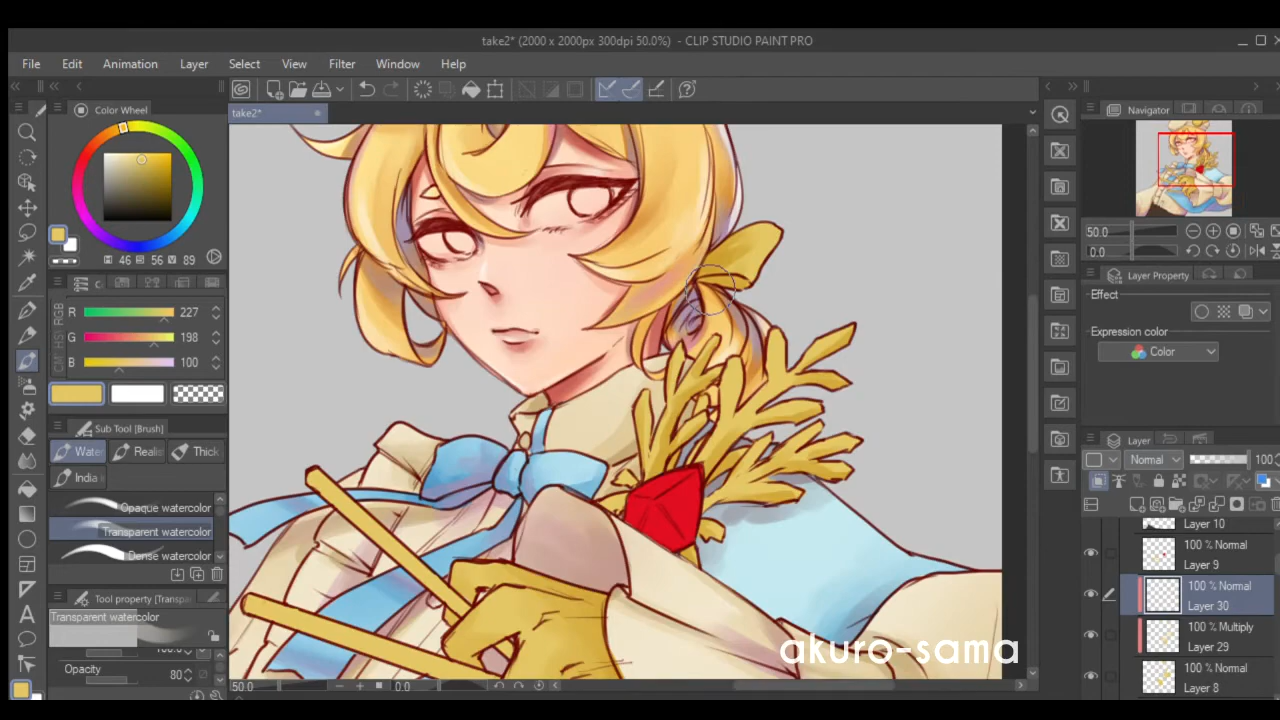 take2* (2000 x 2000px 300dpi 50.0%) - CLIP STUDIO PAINT PRO
File Edit Animation Layer Select View Filter Window Help
Color Wheel
take2*
Navigator
H 46 S 56 V 89
50.0
0.0
C
Layer Property
Effect
RGB
R 227
G 198
B 100
Expression color
Color
Sub Tool [Brush]
Layer
Water Realis Thick
Normal 100
India i
Opaque watercolor
Transparent watercolor
Dense watercolor
Layer 10
100 % Normal
Layer 9
100 % Normal
Layer 30
100 % Multiply
Layer 29
100 % Normal
Layer 8
Tool property [Transpa
Transparent watercolor
100.0
Opacity 80
akuro-sama
50.0 0.0